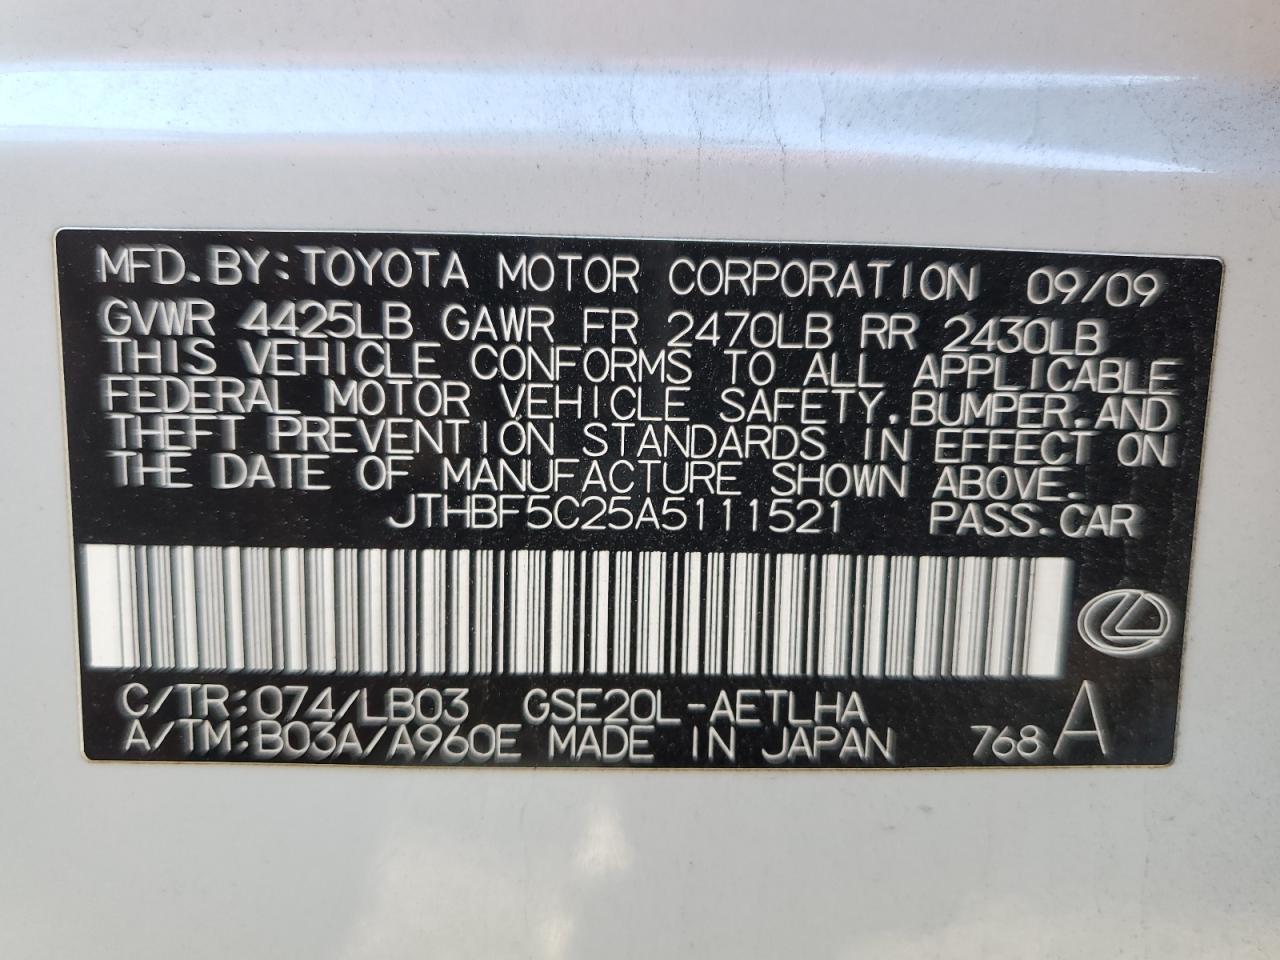 MFD.BY:TOYOTA MOTOR CORPORATION 09/09
GVWR 4425LB GAWR FR 2470LB RR 2430LB
THIS VEHICLE CONFORMS TO ALL APPLICABLE
FEDERAL MOTOR VEHICLE SAFETY,BUMPER,AND
THEFT PREVENTION STANDARDS IN EFFECT ON
THE DATE OF MANUFACTURE SHOWN ABOVE.
JTHBF5C25A5111521 PASS.CAR
C/TR:074/LB03 GSE20L-AETLHA
A/TM:B03A/A960E MADE IN JAPAN 768 A